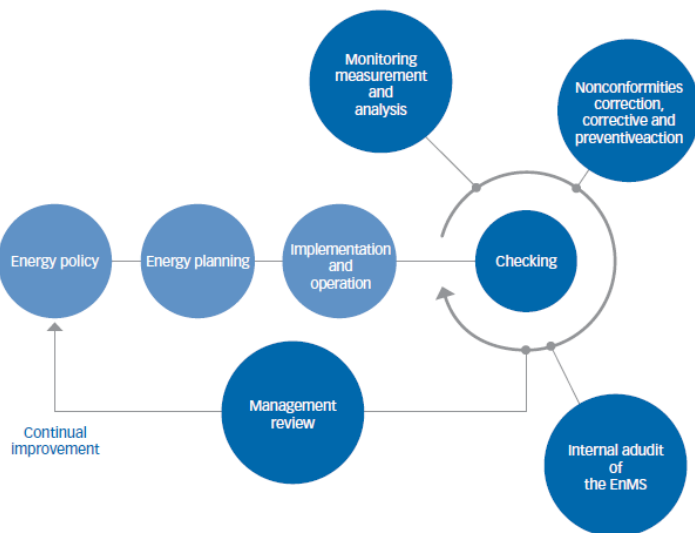 Monitoring
measurement
and
analysis
Nonconformities
correction,
corrective and
preventiveaction
Energy policy
Energy planning
Implementation
and
operation
Checking
Management
review
Continual
improvement
Internal adudit
of
the EnMS